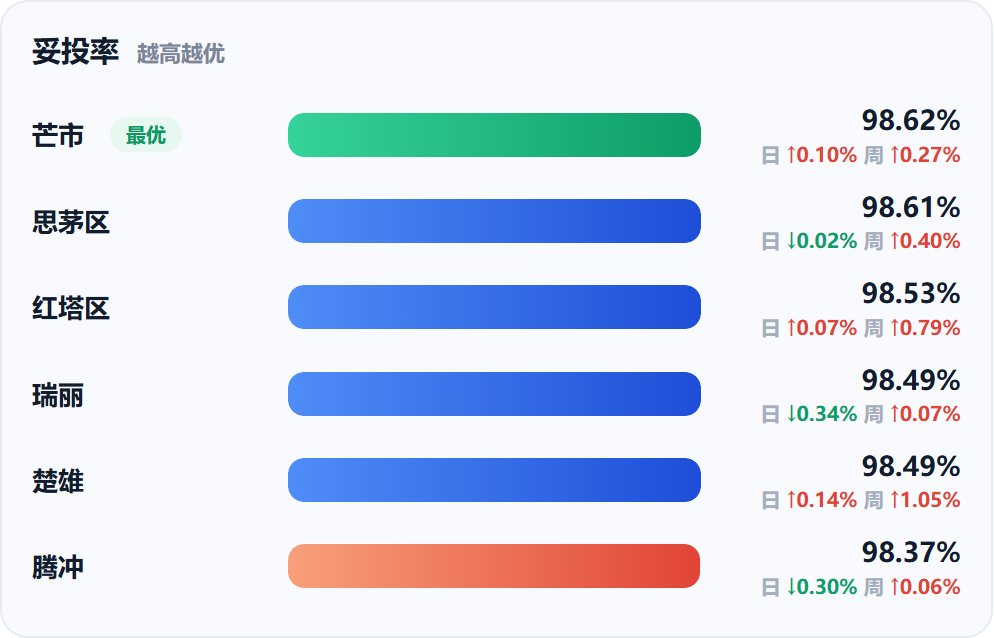 妥投率 越高越优
芒市 最优 98.62%
日 ↑0.10% 周 ↑0.27%
思茅区 98.61%
日 ↓0.02% 周 ↑0.40%
红塔区 98.53%
日 ↑0.07% 周 ↑0.79%
瑞丽 98.49%
日 ↓0.34% 周 ↑0.07%
楚雄 98.49%
日 ↑0.14% 周 ↑1.05%
腾冲 98.37%
日 ↓0.30% 周 ↑0.06%